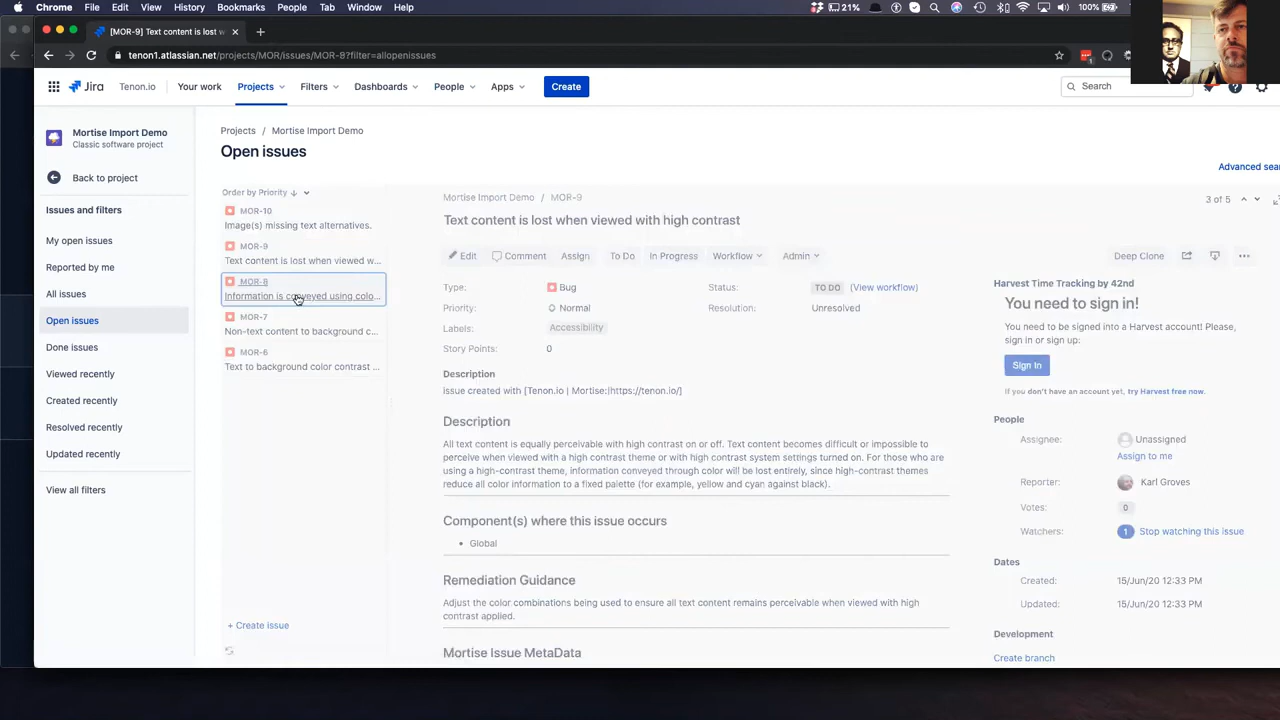 Chrome File Edit View History Bookmarks People Tab Window Help 21% 100%
[MOR-9] Text content is lost w
tenon1.atlassian.net/projects/MOR/issues/MOR-8?filter=allopenissues
Jira Tenon.io Your work Projects Filters Dashboards People Apps Create Search
Mortise Import Demo
Classic software project
Back to project
Issues and filters
My open issues
Reported by me
All issues
Open issues
Done issues
Viewed recently
Created recently
Resolved recently
Updated recently
View all filters
Projects / Mortise Import Demo
Open issues
Advanced sear
Order by Priority
MOR-10
Image(s) missing text alternatives.
MOR-9
Text content is lost when viewed w...
MOR-8
Information is conveyed using colo...
MOR-7
Non-text content to background c...
MOR-6
Text to background color contrast ...
+ Create issue
Mortise Import Demo / MOR-9
3 of 5
Text content is lost when viewed with high contrast
Edit Comment Assign To Do In Progress Workflow Admin Deep Clone
Type: Bug
Priority: Normal
Labels: Accessibility
Story Points: 0
Status: TO DO (View workflow)
Resolution: Unresolved
Description
issue created with [Tenon.io | Mortise:|https://tenon.io/]
Description
All text content is equally perceivable with high contrast on or off. Text content becomes difficult or impossible to
perceive when viewed with a high contrast theme or with high contrast system settings turned on. For those who are
using a high-contrast theme, information conveyed through color will be lost entirely, since high-contrast themes
reduce all color information to a fixed palette (for example, yellow and cyan against black).
Component(s) where this issue occurs
• Global
Remediation Guidance
Adjust the color combinations being used to ensure all text content remains perceivable when viewed with high
contrast applied.
Mortise Issue MetaData
Harvest Time Tracking by 42nd
You need to sign in!
You need to be signed into a Harvest account! Please,
sign in or sign up:
Sign In
If you don't have an account yet, try Harvest free now.
People
Assignee: Unassigned
Assign to me
Reporter: Karl Groves
Votes: 0
Watchers: 1 Stop watching this issue
Dates
Created: 15/Jun/20 12:33 PM
Updated: 15/Jun/20 12:33 PM
Development
Create branch